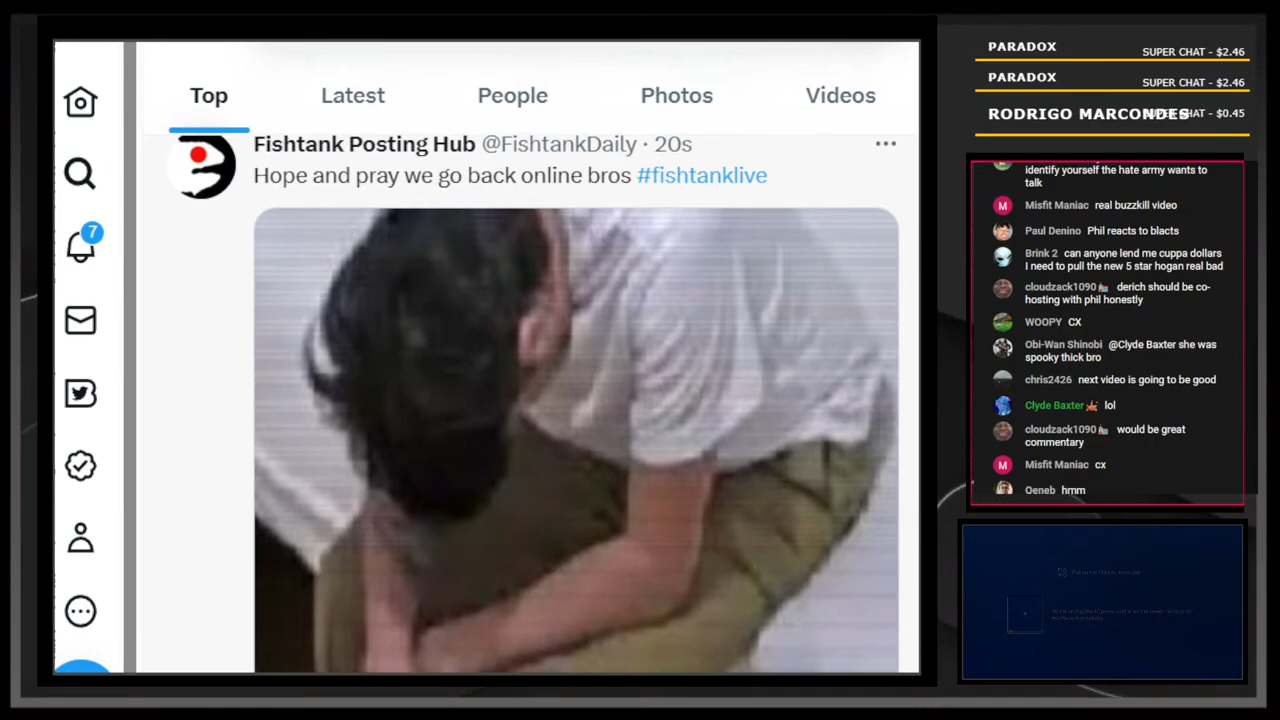 Top
Latest
People
Photos
Videos
Fishtank Posting Hub @FishtankDaily · 20s
Hope and pray we go back online bros #fishtanklive
7
PARADOX
SUPER CHAT - $2.46
PARADOX
SUPER CHAT - $2.46
RODRIGO MARCONDES
SUPER CHAT - $0.45
identify yourself the hate army wants to
talk
M
Misfit Maniac real buzzkill video
Paul Denino Phil reacts to blacts
Brink 2 can anyone lend me cuppa dollars
I need to pull the new 5 star hogan real bad
cloudzack1090 derich should be co-
hosting with phil honestly
WOOPY CX
Obi-Wan Shinobi @Clyde Baxter she was
spooky thick bro
chris2426 next video is going to be good
Clyde Baxter lol
cloudzack1090 would be great
commentary
M
Misfit Maniac cx
Oeneb hmm